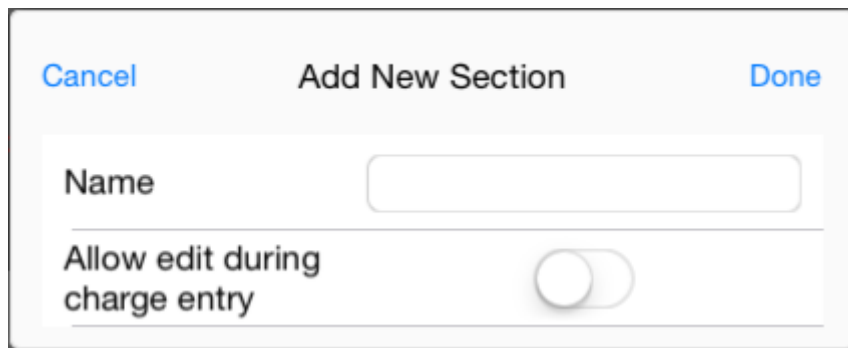 Cancel Add New Section Done
Name
Allow edit during
charge entry